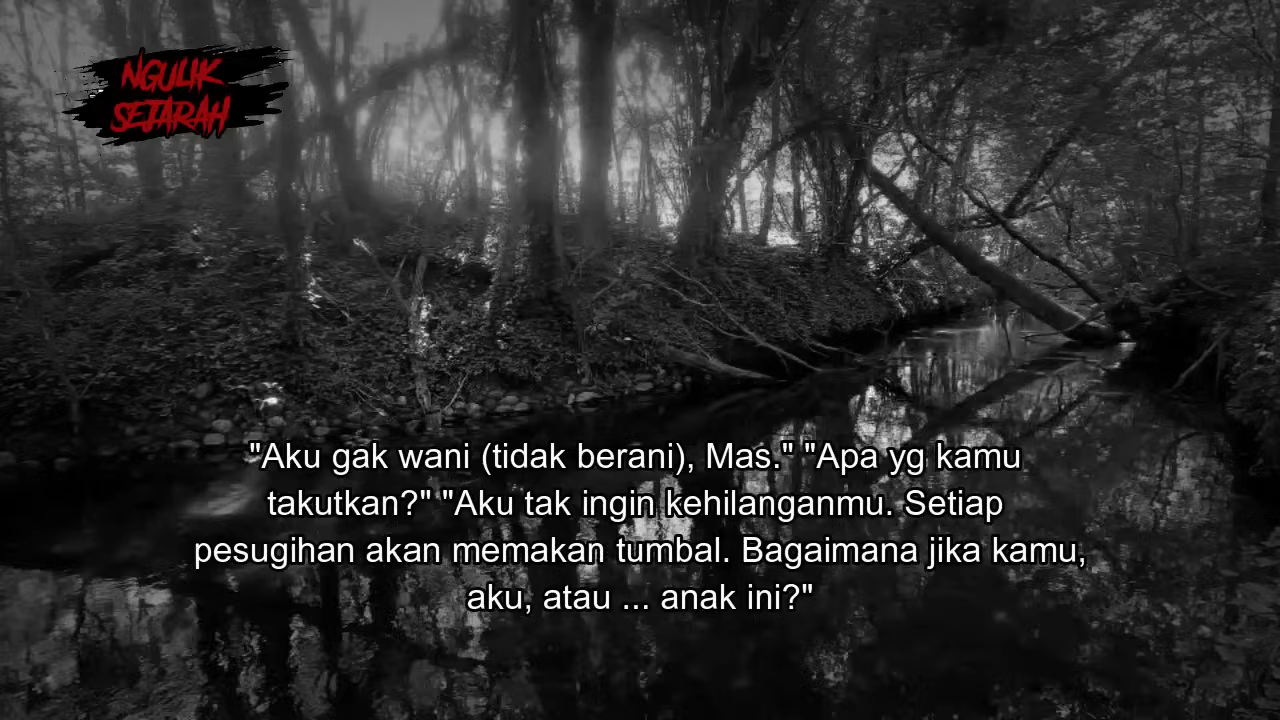 NGULIK
SEJARAH
"Aku gak wani (tidak berani), Mas." "Apa yg kamu
takutkan?" "Aku tak ingin kehilanganmu. Setiap
pesugihan akan memakan tumbal. Bagaimana jika kamu,
aku, atau ... anak ini?"